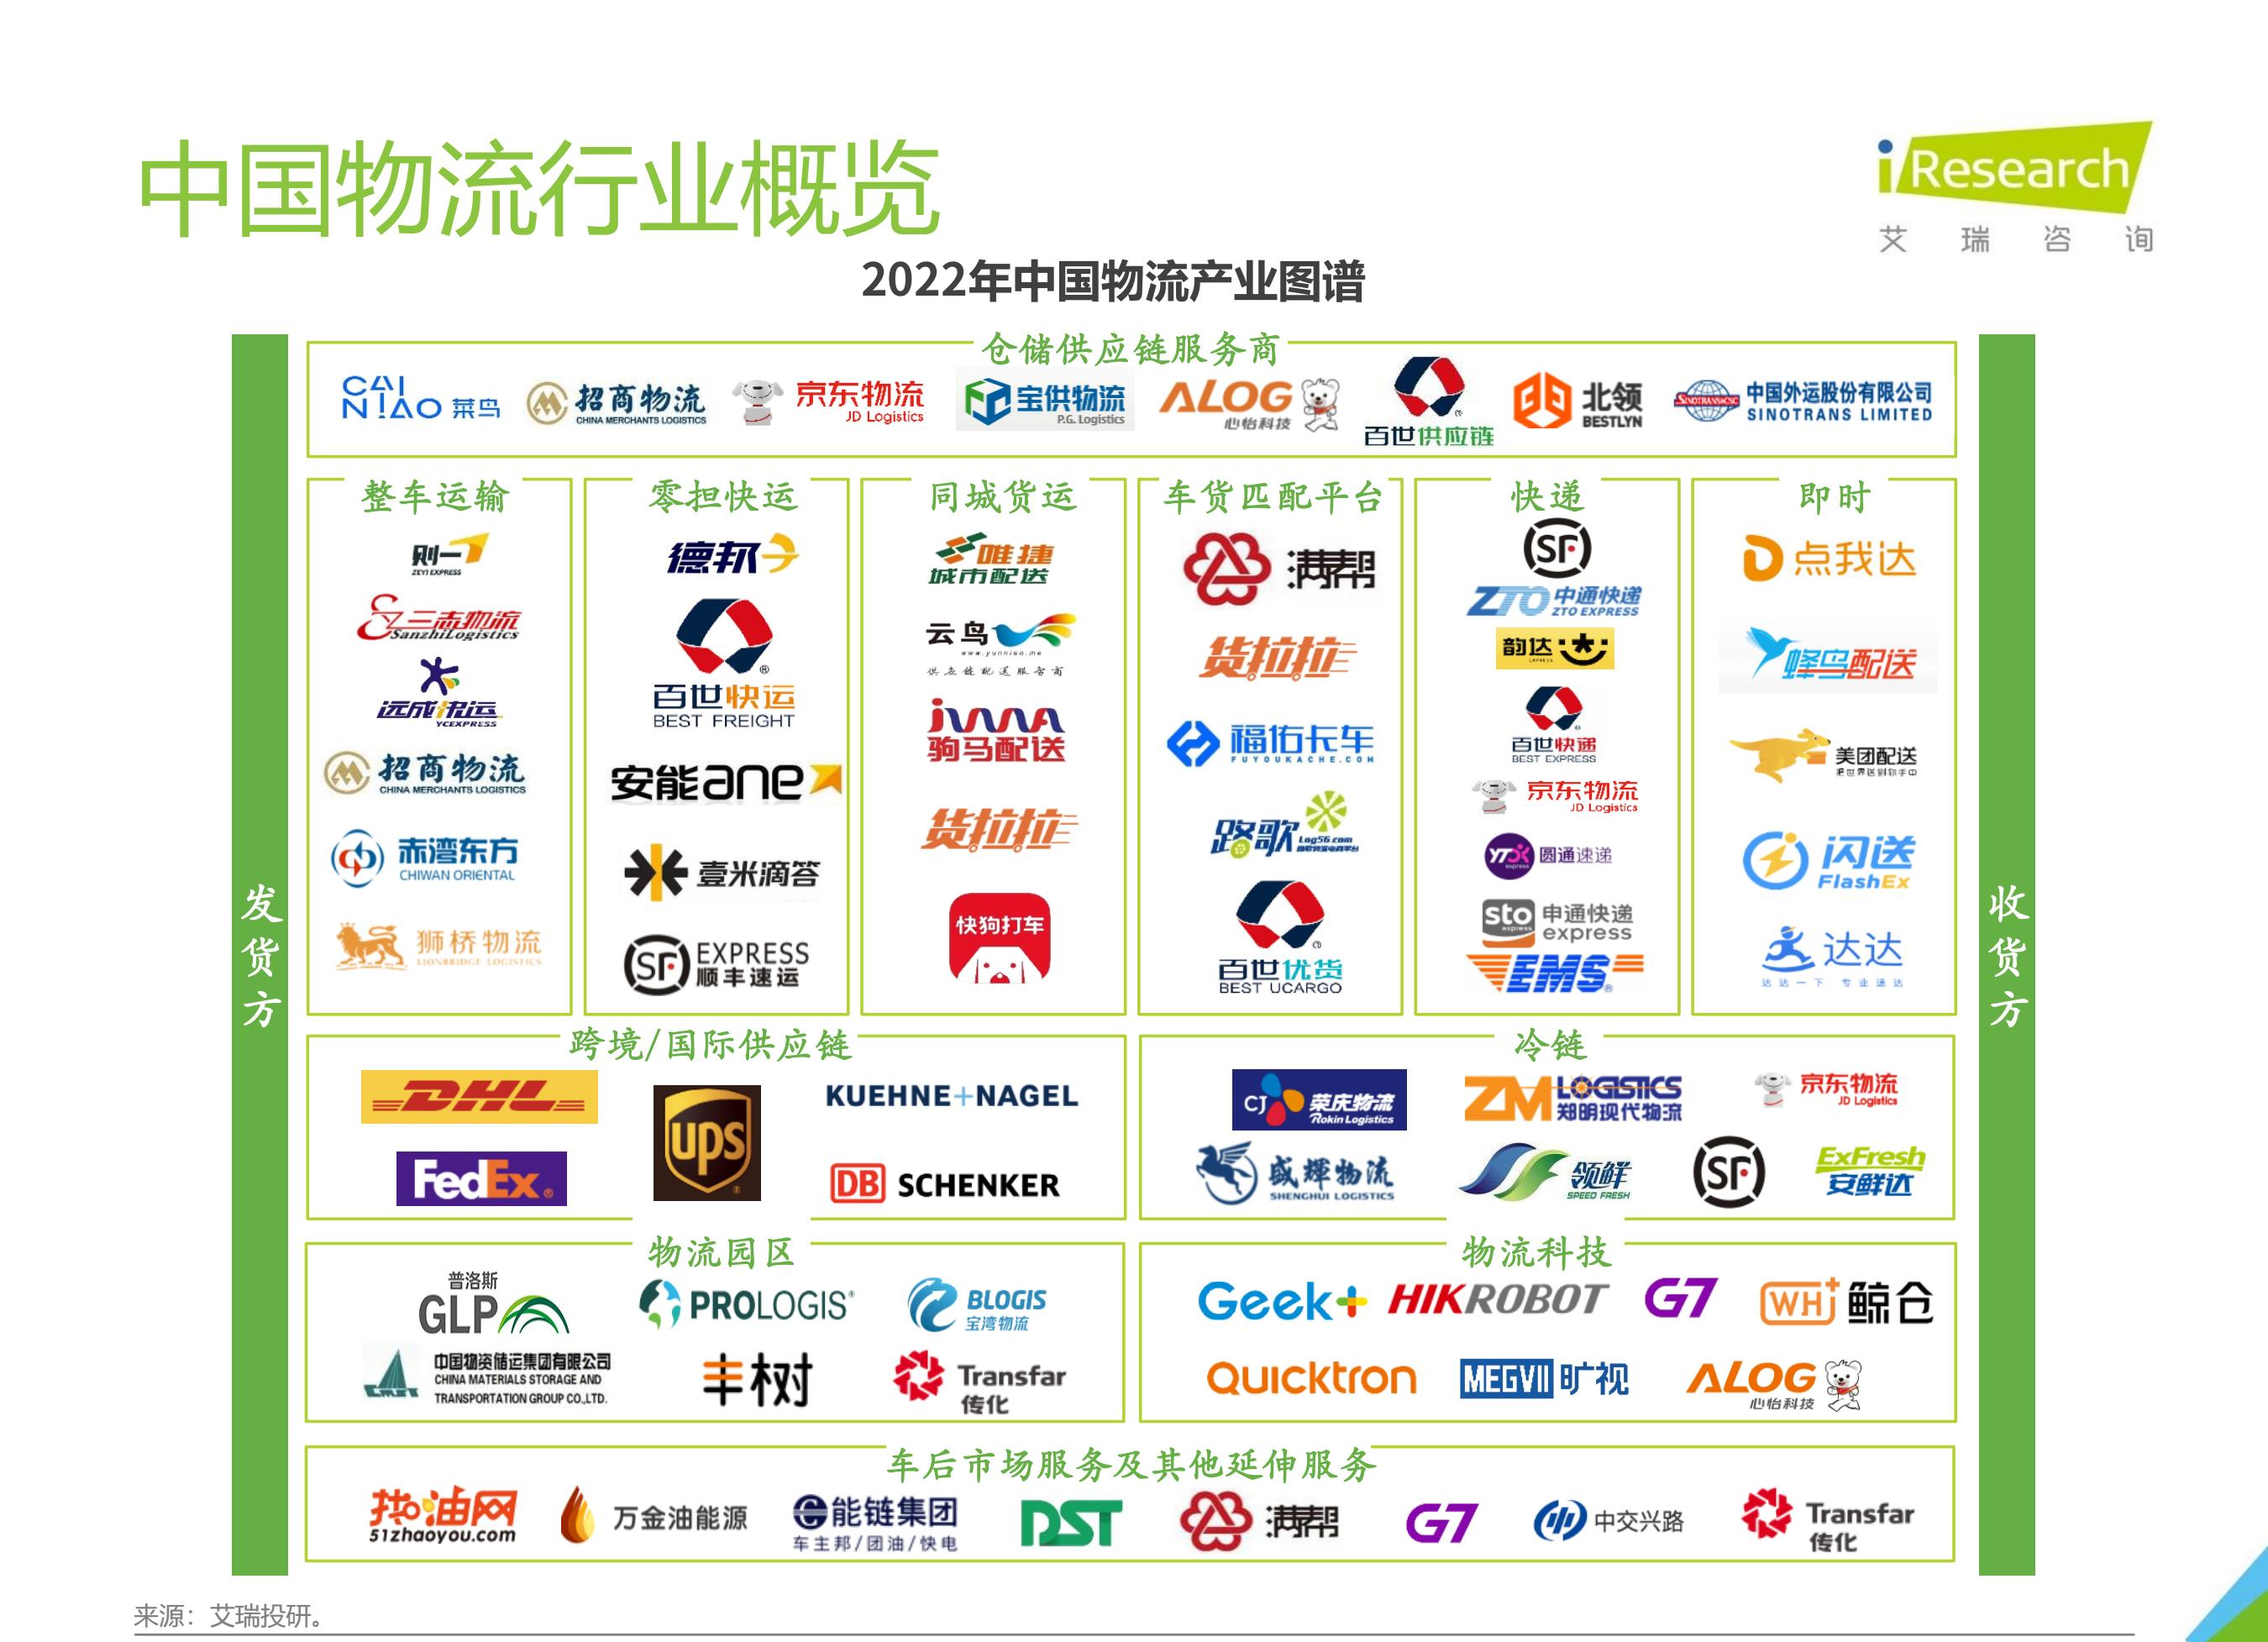 中国物流行业概览
iResearch
艾瑞咨询
2022年中国物流产业图谱
发货方
收货方
仓储供应链服务商
CAI NIAO 菜鸟
招商物流
CHINA MERCHANTS LOGISTICS
京东物流
JD Logistics
宝供物流
P.G. Logistics
ALOG
心怡科技
百世供应链
北领
BESTLYN
SINOTRANS&CSC
中国外运股份有限公司
SINOTRANS LIMITED
整车运输
则一
ZEYI EXPRESS
三志物流
SanzhiLogistics
远成快运
YCEXPRESS
招商物流
CHINA MERCHANTS LOGISTICS
赤湾东方
CHIWAN ORIENTAL
狮桥物流
LIONBRIDGE LOGISTICS
零担快运
德邦
百世快运
BEST FREIGHT
安能ane
壹米滴答
SF EXPRESS
顺丰速运
同城货运
唯捷
城市配送
云鸟
www.yunniao.me
供应链配送服务商
驹马配送
货拉拉
快狗打车
车货匹配平台
满帮
货拉拉
福佑卡车
FUYOUKACHE.COM
路歌
Log56.com
百世优货
BEST UCARGO
快递
SF
ZTO 中通快递
ZTO EXPRESS
韵达
EXPRESS
百世快递
BEST EXPRESS
京东物流
JD Logistics
YTO express 圆通速递
sto express 申通快递
express
EMS
即时
点我达
蜂鸟配送
美团配送
把世界送到你手中
闪送
FlashEx
达达
达达一下 专业速达
跨境/国际供应链
DHL
ups
KUEHNE+NAGEL
FedEx
DB SCHENKER
冷链
CJ 荣庆物流
Rokin Logistics
ZM LOGISTICS
郑明现代物流
京东物流
JD Logistics
盛辉物流
SHENGHUI LOGISTICS
领鲜
SPEED FRESH
SF
ExFresh
安鲜达
物流园区
普洛斯
GLP
PROLOGIS
BLOGIS
宝湾物流
CMST
中国物资储运集团有限公司
CHINA MATERIALS STORAGE AND
TRANSPORTATION GROUP CO.,LTD.
丰树
Transfar
传化
物流科技
Geek+
HIKROBOT
G7
WH 鲸仓
Quicktron
MEGVII 旷视
ALOG
心怡科技
车后市场服务及其他延伸服务
找油网
51zhaoyou.com
万金油能源
能链集团
车主邦/团油/快电
DST
满帮
G7
中交兴路
Transfar
传化
来源：艾瑞投研。